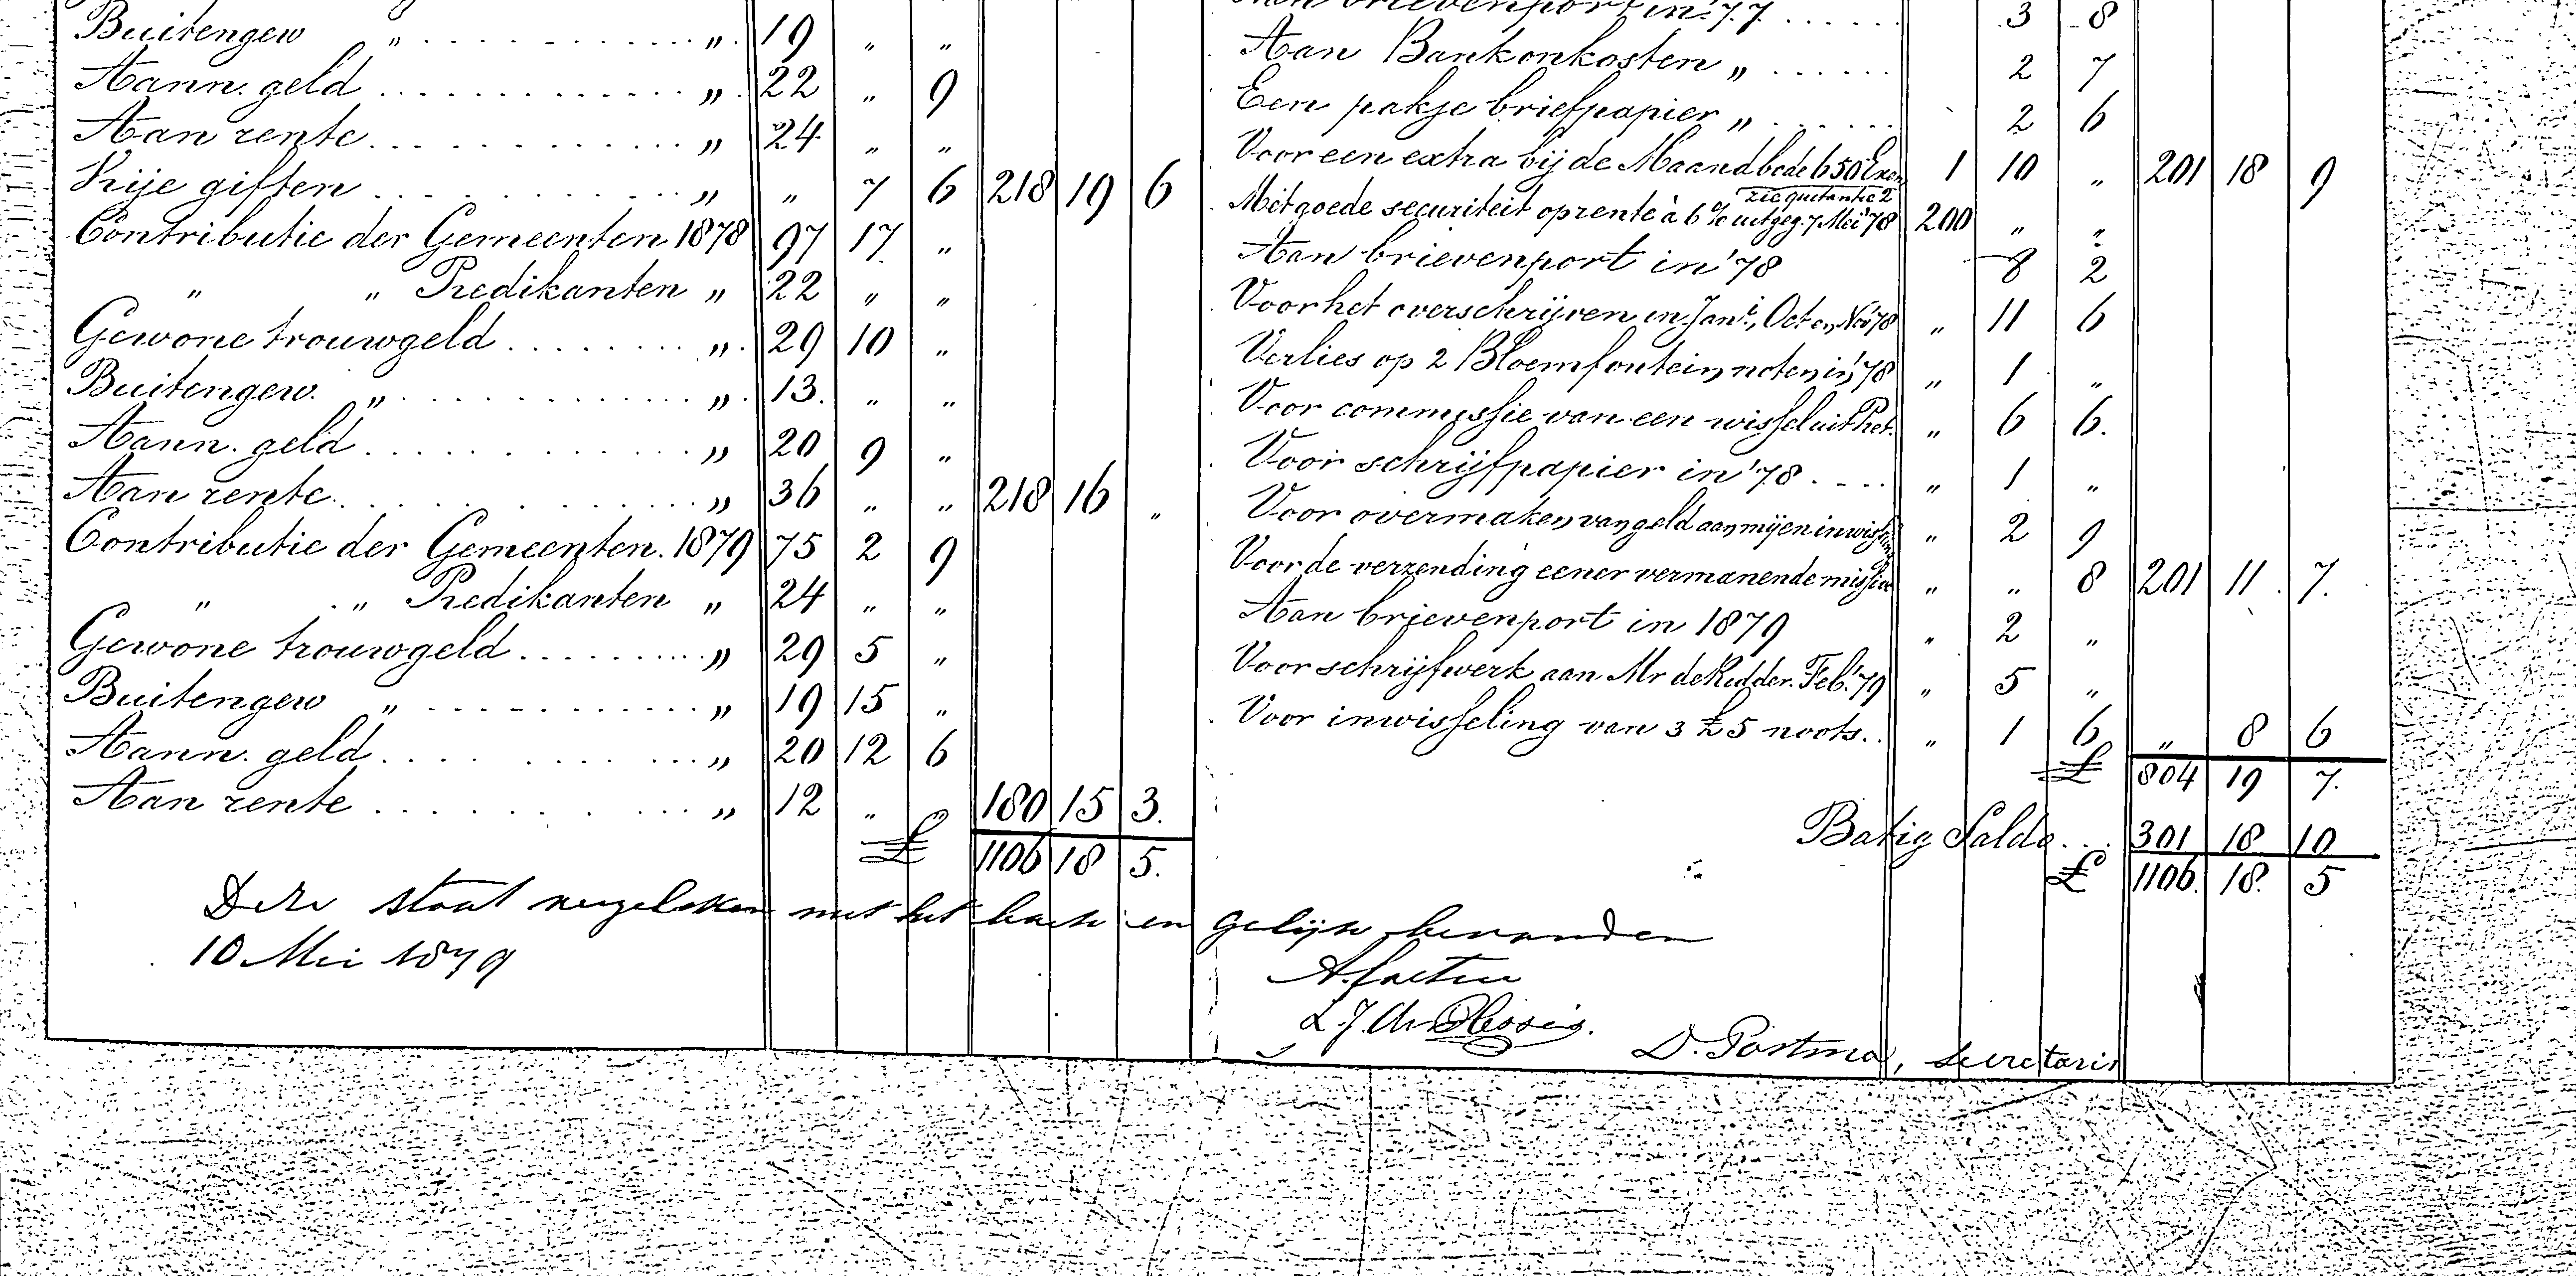 Buitengew " . . . . . . . . " 19 " "
Aann. geld . . . . . . . . " 22 " 9
Aan rente . . . . . . . . " 24 " "
Vrije giften . . . . . . . . " " 7 6 218 19 6
Contributie der Gemeenten 1878 97 17 "
" " Predikanten " 22 " "
Gewone trouwgeld . . . . . . . . " 29 10 "
Buitengew. " . . . . . . . . " 13. " "
Aann. geld . . . . . . . . " 20 9 "
Aan rente . . . . . . . . " 36 " " 218 16 "
Contributie der Gemeenten. 1879 75 2 9
" " Predikanten " 24 " "
Gewone trouwgeld . . . . . . . . " 29 5 "
Buitengew " . . . . . . . . " 19 15 "
Aann. geld . . . . . . . . " 20 12 6
Aan rente . . . . . . . . " 12 " " 180 15 3.
£ 1106 18 5.
Aan brievenport in '77 . . . . . . 3 8
Aan Bankonkosten " . . . . . . 2 7
Een pakje briefpapier " . . . . . . 2 6
Voor een extra bij de Maandbode 650 Exen 1 10 " 201 18 9
zie quitantie 2
Met goede securiteit op rente à 6% uitgeg. 7 Mei '78 200 " "
Aan brievenport in '78 8 2
Voor het overschrijven in Jani., Oct en Nov '78 " 11 6
Verlies op 2 Bloemfontein noten in '78 " 1 "
Voor commissie van een wissel uit Pret. " 6 6.
Voor schrijfpapier in '78 . . . . " 1 "
Voor overmaken van geld aan mij en inwissel " 2 9
Voor de verzending eener vermanende missive " " 8 201 11 7.
Aan brievenport in 1879 " 2 "
Voor schrijfwerk aan Mr de Ridder. Feb. '79 " 5 "
Voor inwisseling van 3 £5 noots. . " 1 6 " 8 6
£ 804 19 7.
Batig Saldo . . . 301 18 10
£ 1106. 18. 5
Deze staat vergeleken met het boek en gelijk bevonden
10 Mei 1879
L. J. du Plessis.
D. Postma, secretaris